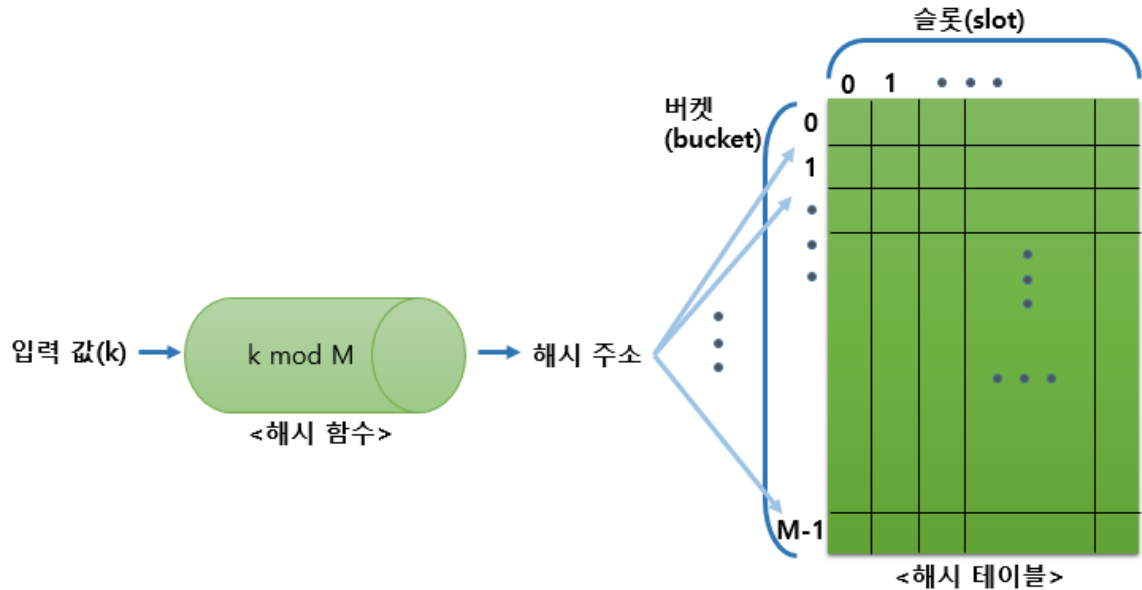 슬롯(slot)
0 1
버켓
(bucket)
0
1
입력 값(k)
k mod M
해시 주소
<해시 함수>
M-1
<해시 테이블>